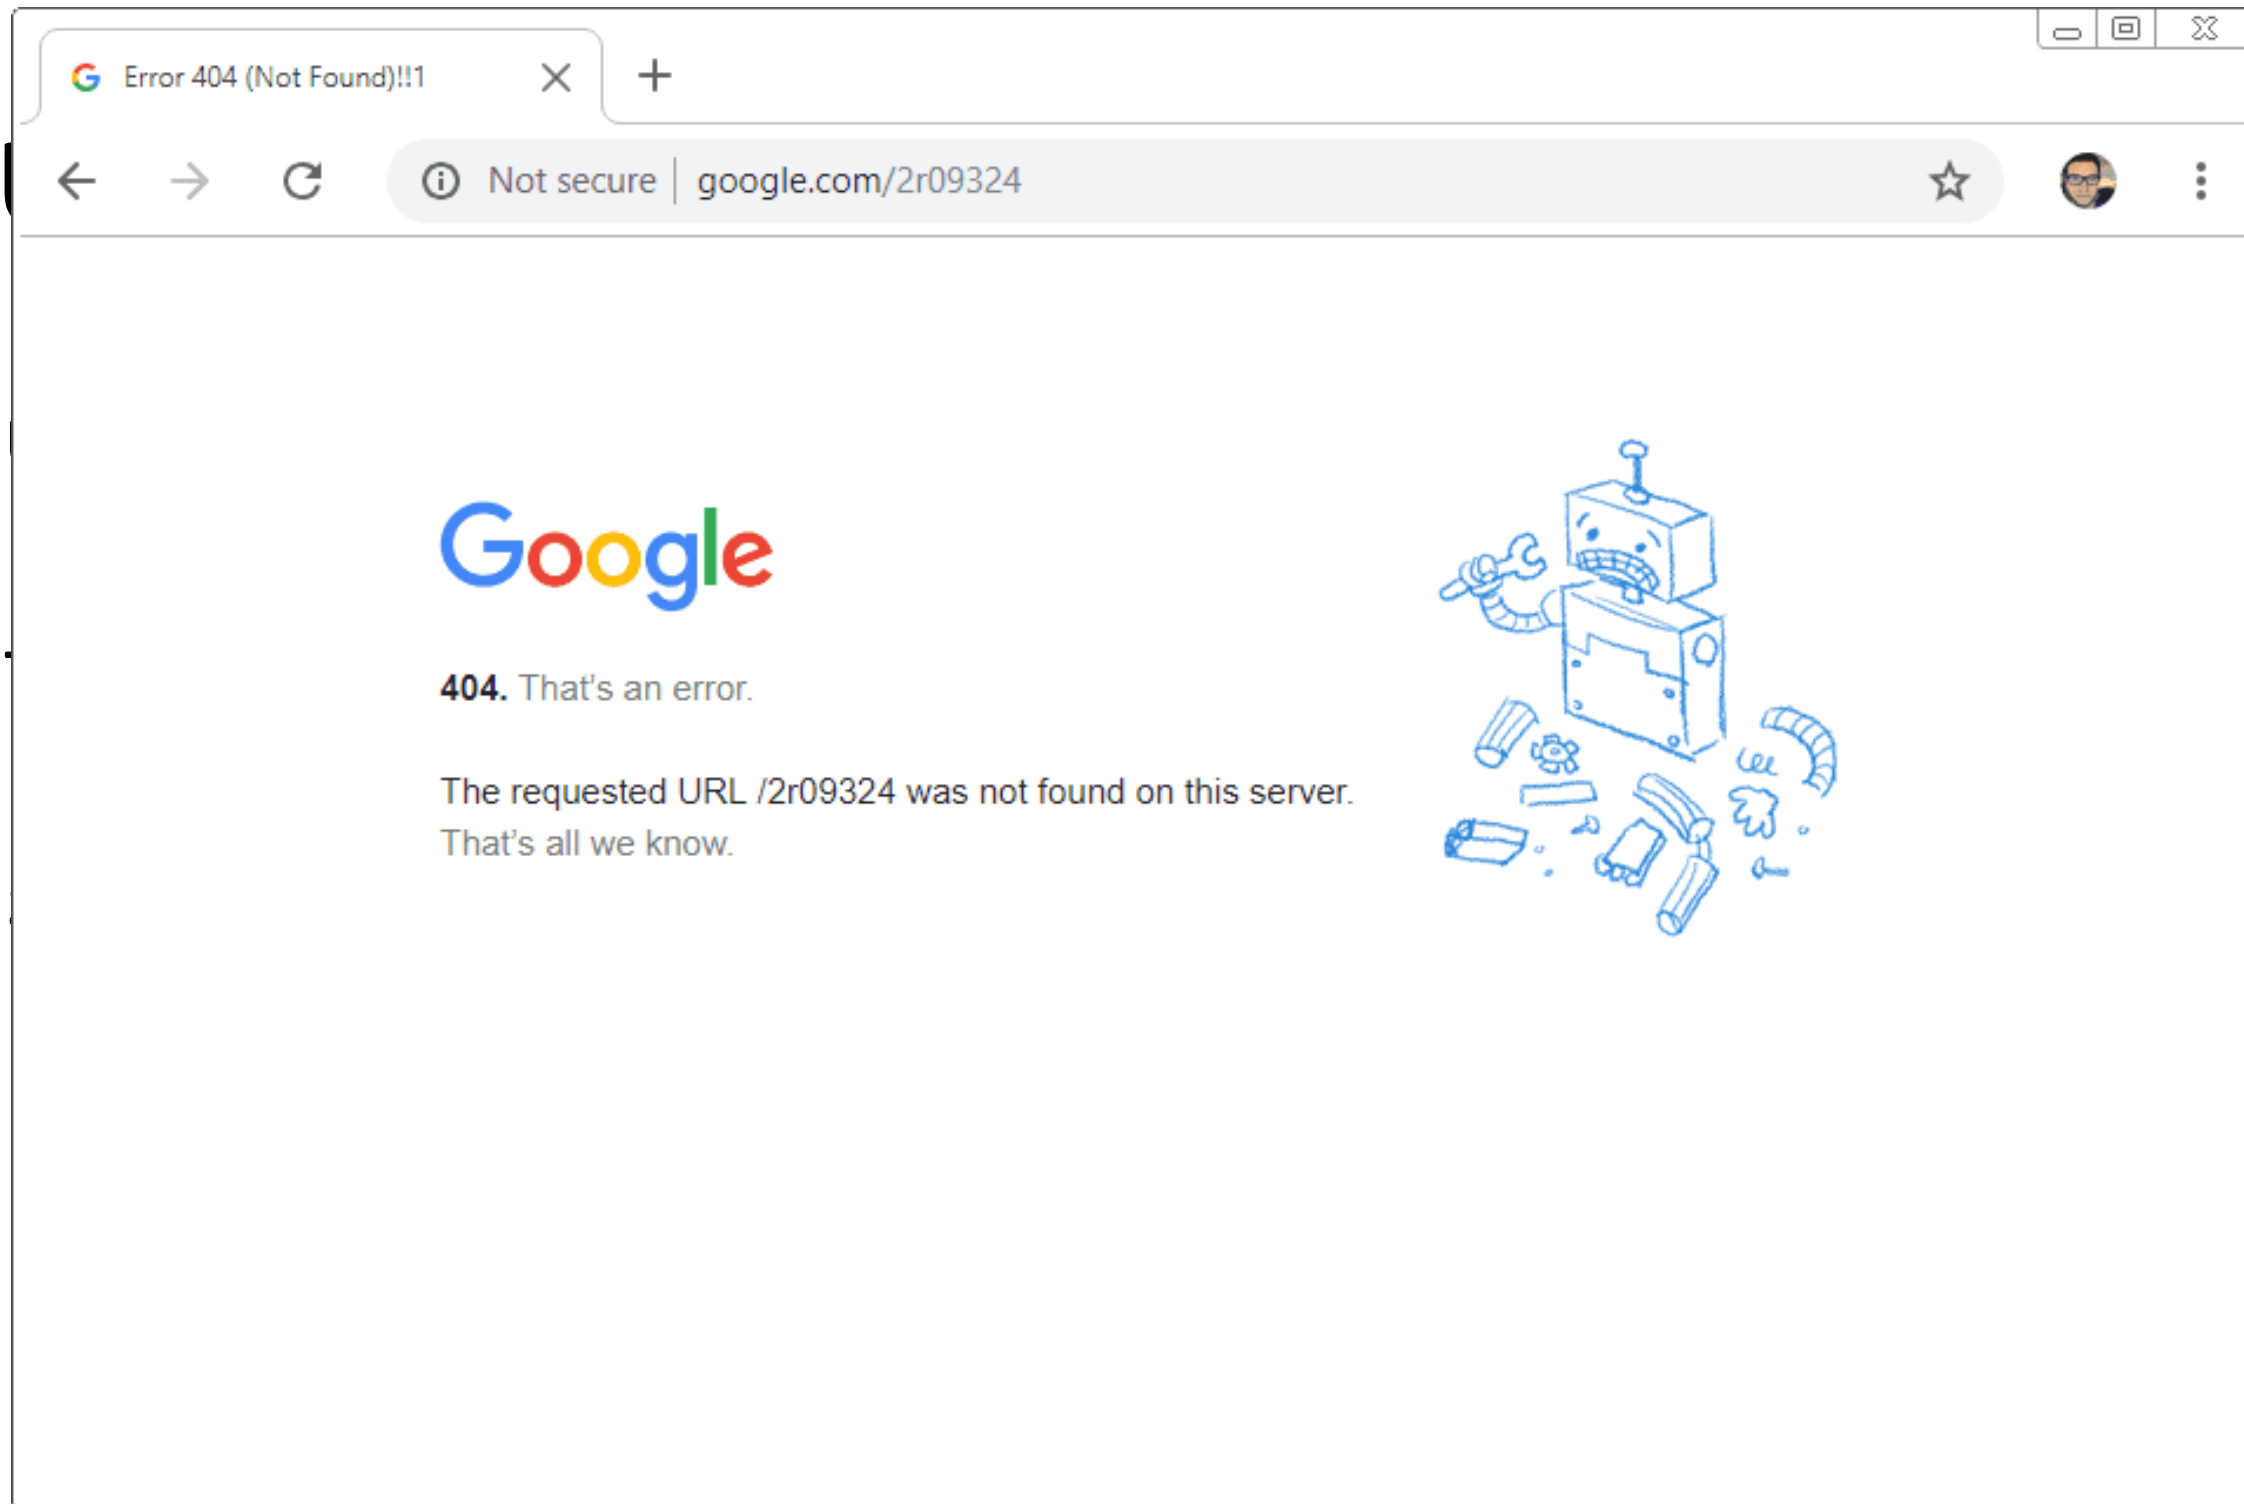 Error 404 (Not Found)!!1
Not secure | google.com/2r09324
Google
404. That's an error.
The requested URL /2r09324 was not found on this server.
That's all we know.